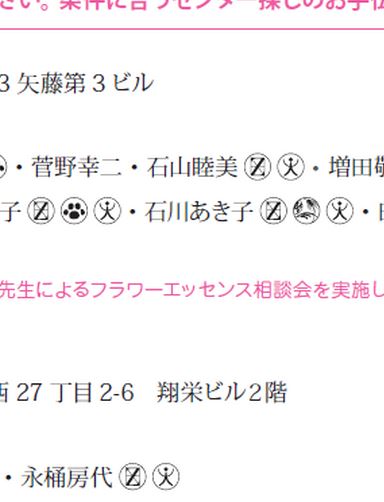 さい。条件に合うセンター探しのお手伝
3 矢藤第3ビル
・菅野幸二・石山睦美 ・増田敬
子 ・石川あき子 ・
先生によるフラワーエッセンス相談会を実施し
西 27 丁目 2-6　翔栄ビル2階
・永桶房代